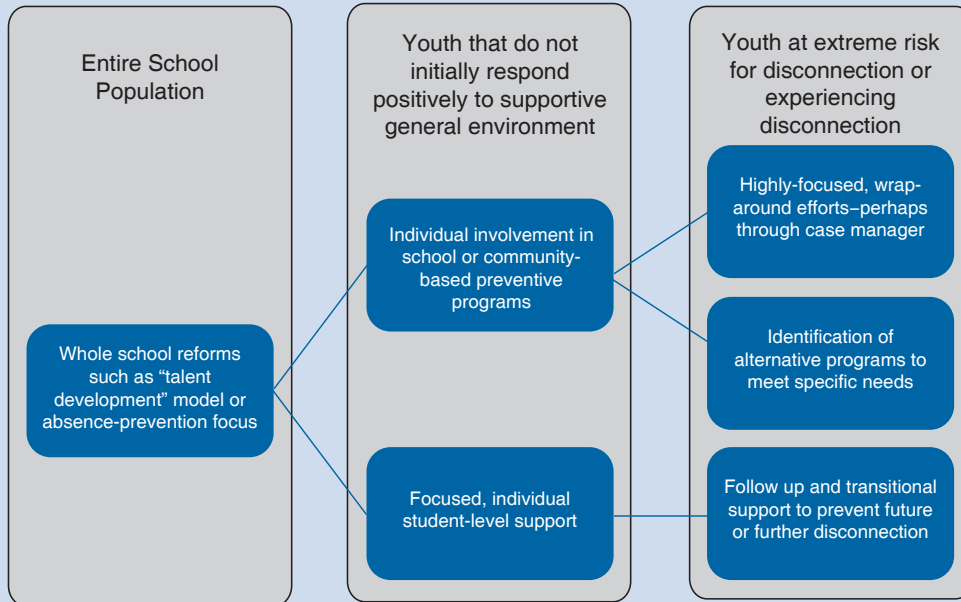 Entire School
Population
Whole school reforms
such as “talent
development” model or
absence-prevention focus
Youth that do not
initially respond
positively to supportive
general environment
Individual involvement in
school or community-
based preventive
programs
Focused, individual
student-level support
Youth at extreme risk
for disconnection or
experiencing
disconnection
Highly-focused, wrap-
around efforts–perhaps
through case manager
Identification of
alternative programs to
meet specific needs
Follow up and transitional
support to prevent future
or further disconnection